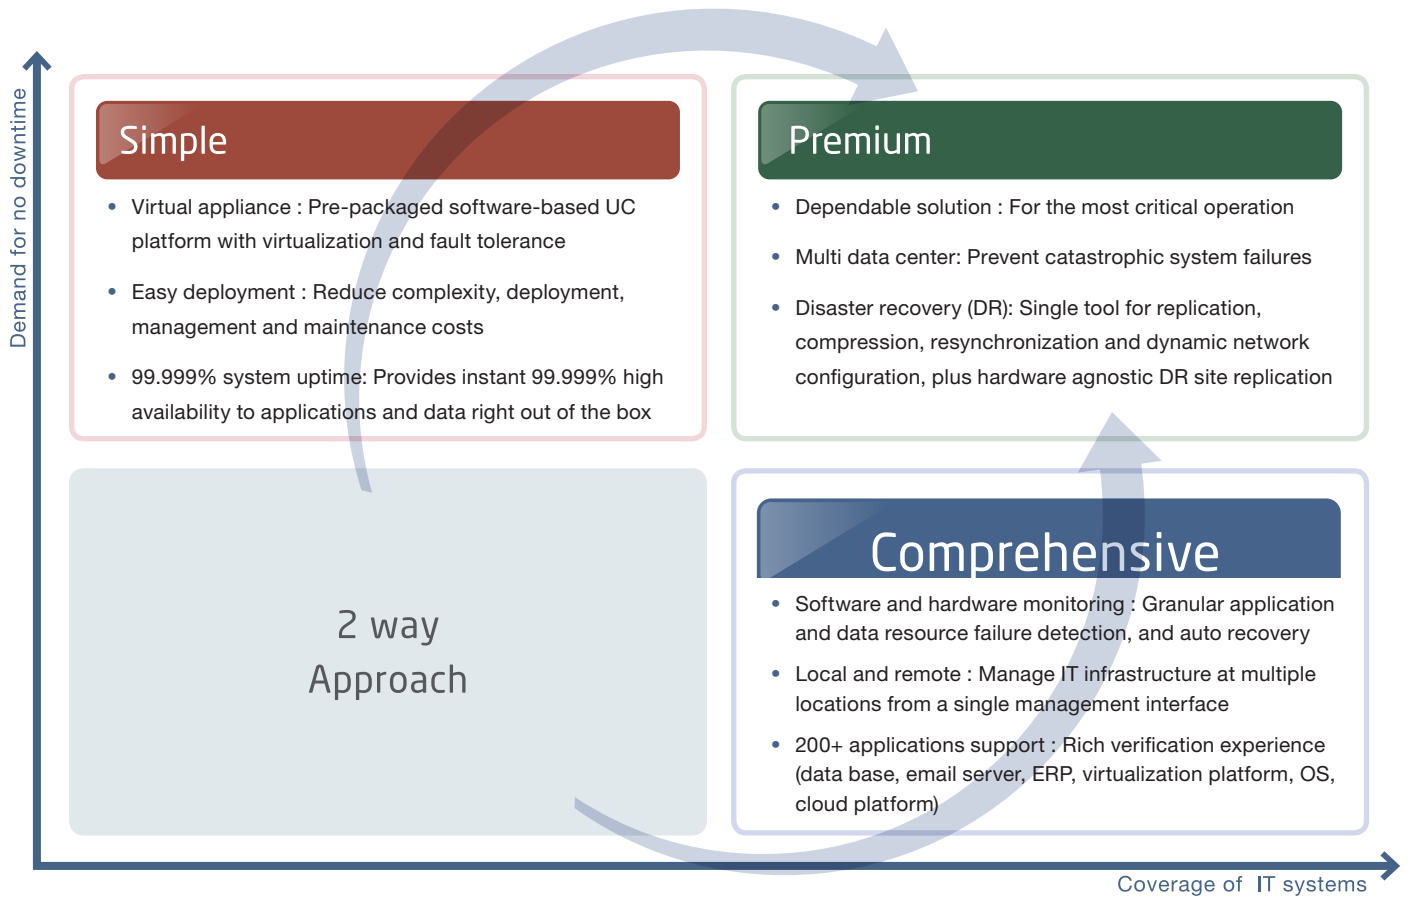 Demand for no downtime
Simple
• Virtual appliance : Pre-packaged software-based UC
platform with virtualization and fault tolerance
• Easy deployment : Reduce complexity, deployment,
management and maintenance costs
• 99.999% system uptime: Provides instant 99.999% high
availability to applications and data right out of the box
Premium
• Dependable solution : For the most critical operation
• Multi data center: Prevent catastrophic system failures
• Disaster recovery (DR): Single tool for replication,
compression, resynchronization and dynamic network
configuration, plus hardware agnostic DR site replication
2 way
Approach
Comprehensive
• Software and hardware monitoring : Granular application
and data resource failure detection, and auto recovery
• Local and remote : Manage IT infrastructure at multiple
locations from a single management interface
• 200+ applications support : Rich verification experience
(data base, email server, ERP, virtualization platform, OS,
cloud platform)
Coverage of IT systems